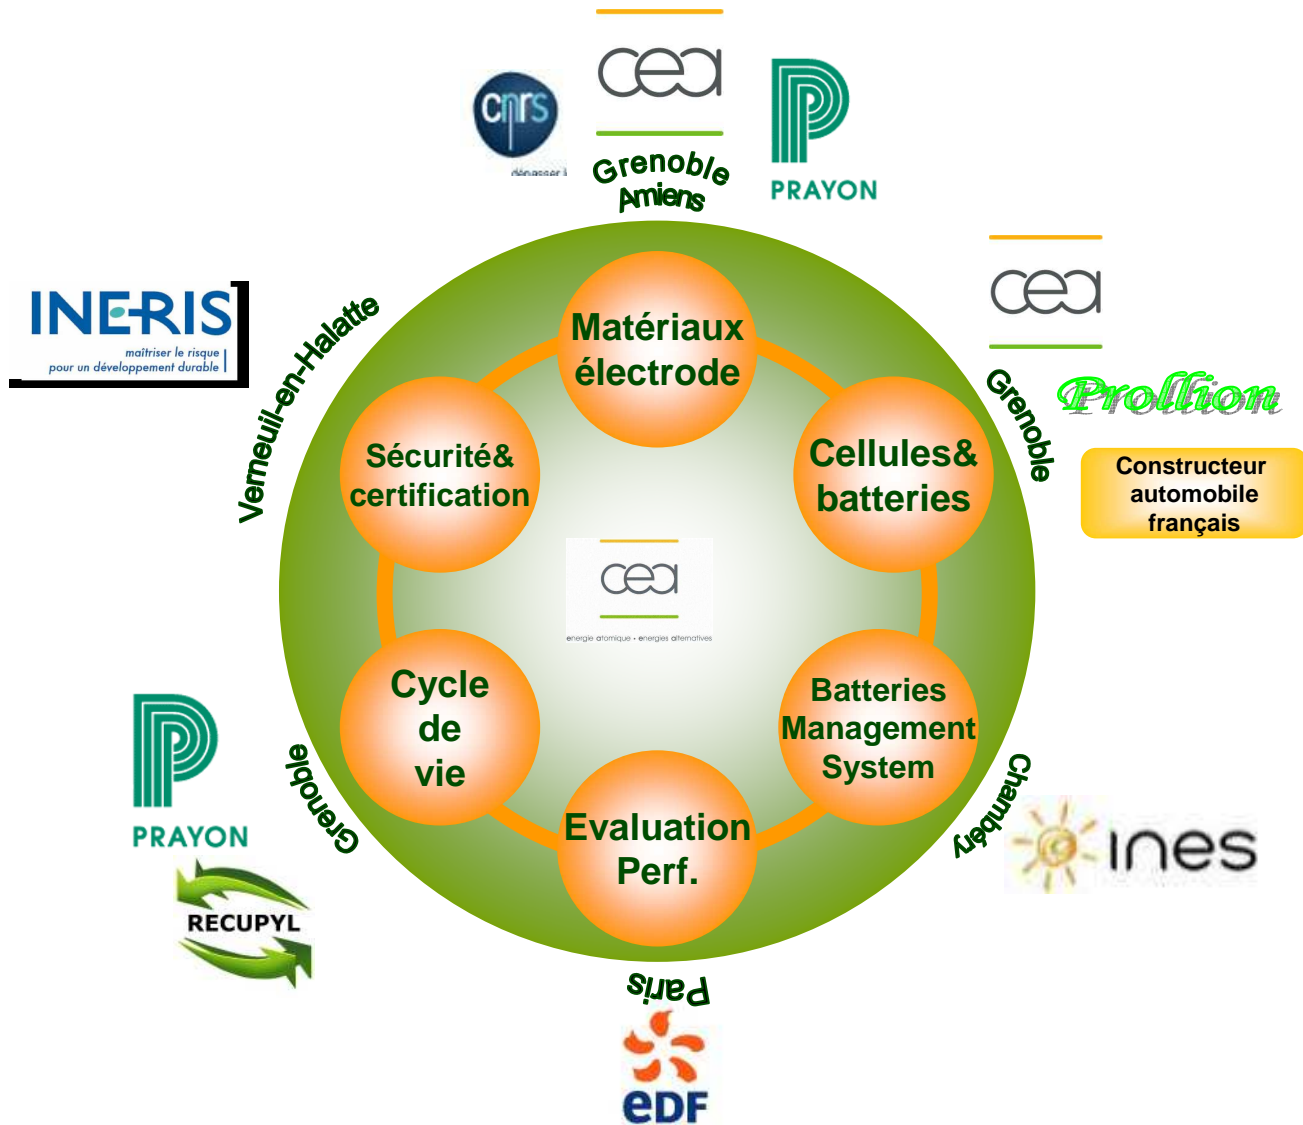 cea
cnrs
dépasser l
PRAYON
Grenoble
Amiens
cea
INERIS
maîtriser le risque
pour un développement durable
Verneuil-en-Halatte
Matériaux
électrode
Grenoble
Prollion
Constructeur
automobile
français
Sécurité&
certification
Cellules&
batteries
cea
energie atomique • energies alternatives
Cycle
de
vie
Batteries
Management
System
PRAYON
RECUPYL
Grenoble
Evaluation
Perf.
Chambéry
ines
Paris
eDF